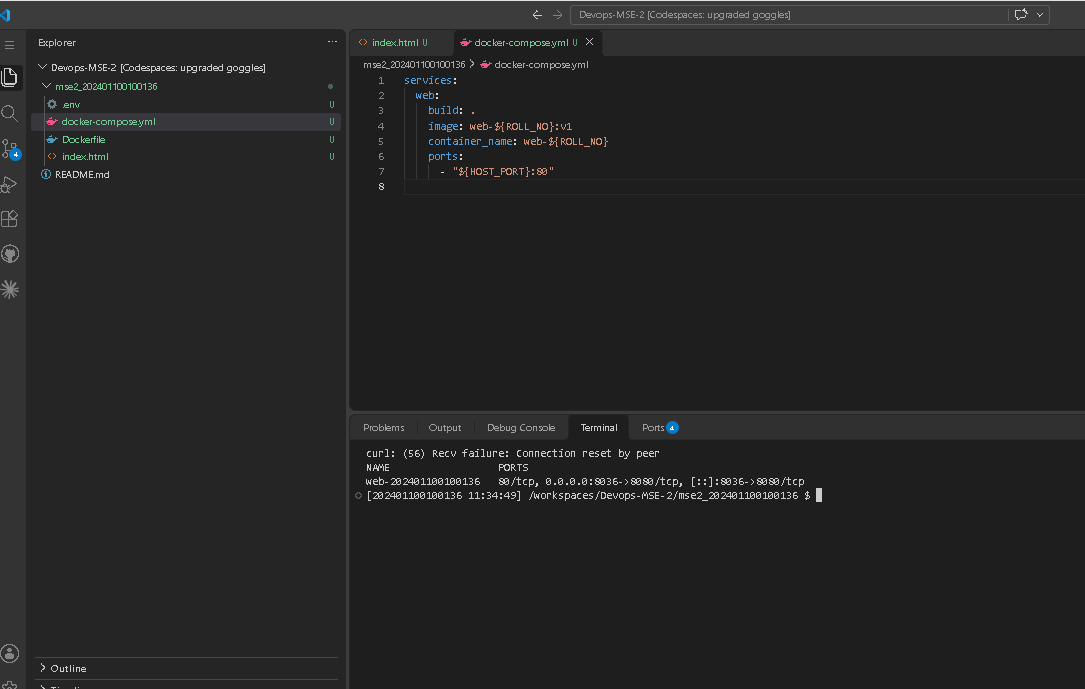 Devops-MSE-2 [Codespaces: upgraded goggles]
Explorer
Devops-MSE-2 [Codespaces: upgraded goggles]
mse2_202401100100136
.env U
docker-compose.yml U
Dockerfile U
index.html U
README.md
4
Outline
index.html U
docker-compose.yml U
mse2_202401100100136 > docker-compose.yml
1 services:
2 web:
3 build: .
4 image: web-${ROLL_NO}:v1
5 container_name: web-${ROLL_NO}
6 ports:
7 - "${HOST_PORT}:80"
8
Problems Output Debug Console Terminal Ports 4
curl: (56) Recv failure: Connection reset by peer
NAME PORTS
web-202401100100136 80/tcp, 0.0.0.0:8036->8080/tcp, [::]:8036->8080/tcp
[202401100100136 11:34:49] /workspaces/Devops-MSE-2/mse2_202401100100136 $